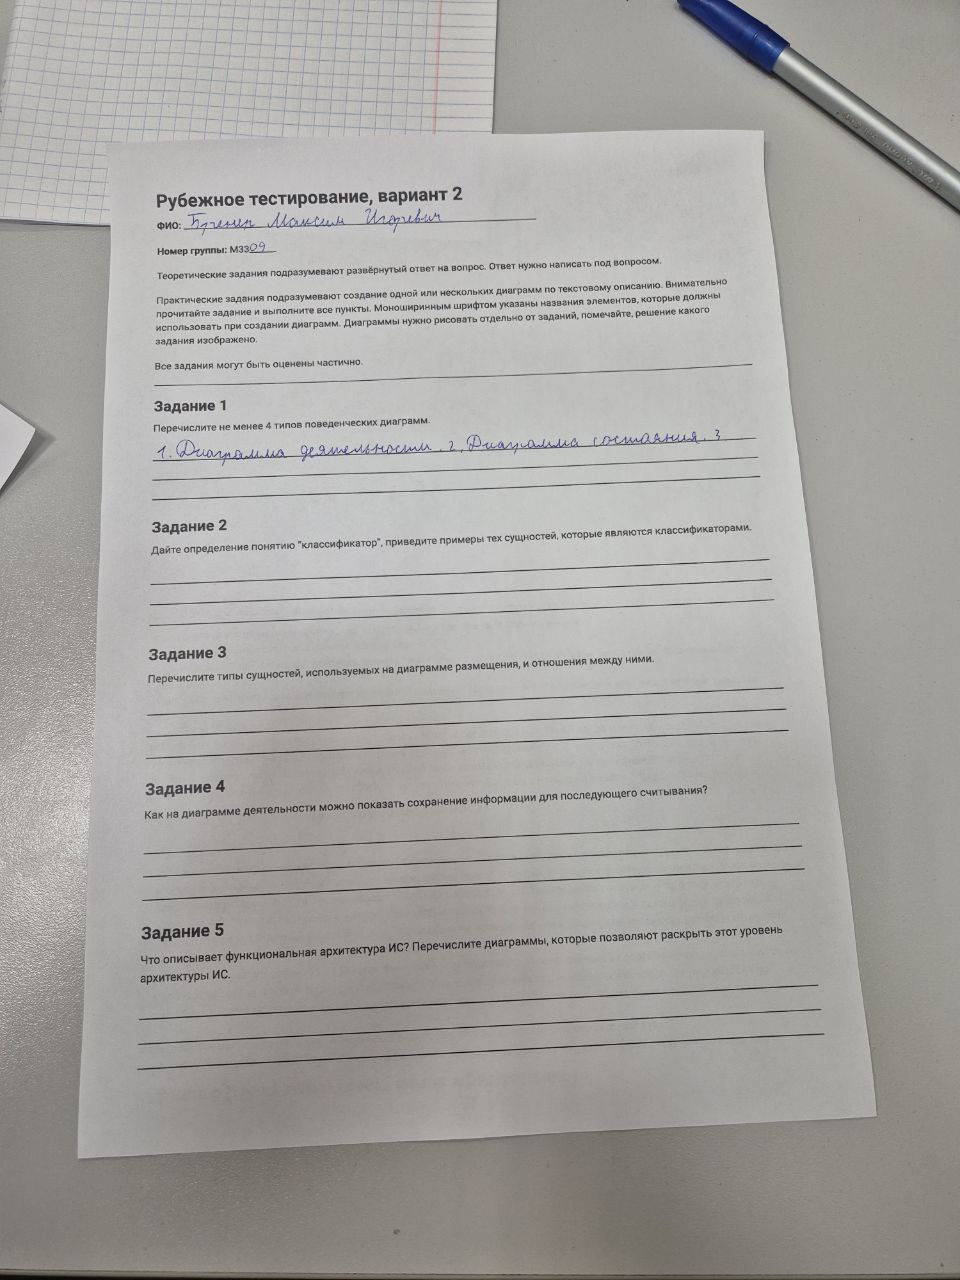 Рубежное тестирование, вариант 2
ФИО: Максим Игоревич
Номер группы: M3309
Теоретические задания подразумевают развёрнутый ответ на вопрос. Ответ нужно написать под вопросом.
Практические задания подразумевают создание одной или нескольких диаграмм по текстовому описанию. Внимательно
прочитайте задание и выполните все пункты. Моноширинным шрифтом указаны названия элементов, которые должны
использовать при создании диаграмм. Диаграммы нужно рисовать отдельно от заданий, помечайте, решение какого
задания изображено.
Все задания могут быть оценены частично.
Задание 1
Перечислите не менее 4 типов поведенческих диаграмм.
1. Диаграмма деятельности. 2. Диаграмма состояния. 3
Задание 2
Дайте определение понятию "классификатор", приведите примеры тех сущностей, которые являются классификаторами.
Задание 3
Перечислите типы сущностей, используемых на диаграмме размещения, и отношения между ними.
Задание 4
Как на диаграмме деятельности можно показать сохранение информации для последующего считывания?
Задание 5
Что описывает функциональная архитектура ИС? Перечислите диаграммы, которые позволяют раскрыть этот уровень
архитектуры ИС.